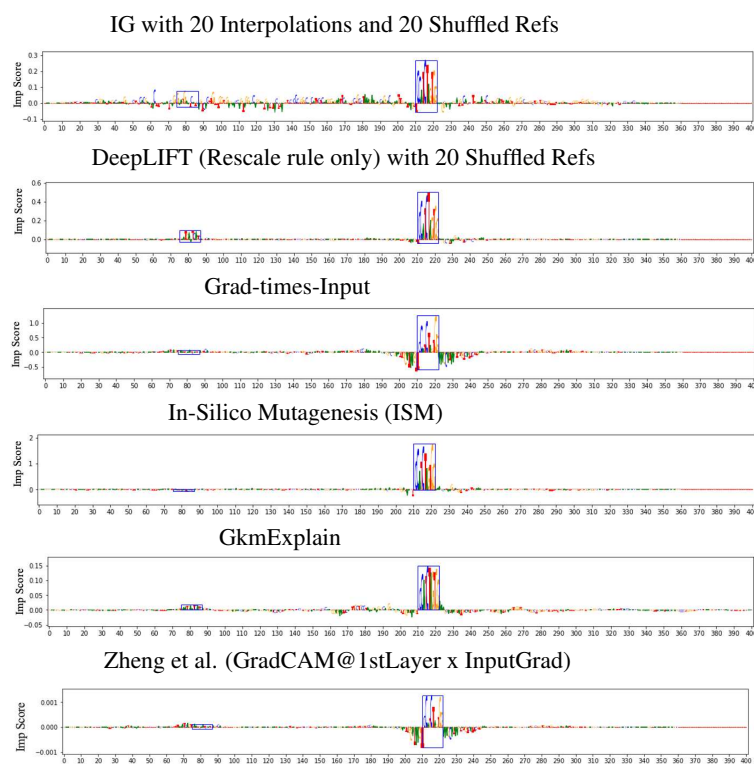 IG with 20 Interpolations and 20 Shuffled Refs
Imp Score
0.3
0.2
0.1
0.0
−0.1
0 10 20 30 40 50 60 70 80 90 100 110 120 130 140 150 160 170 180 190 200 210 220 230 240 250 260 270 280 290 300 310 320 330 340 350 360 370 380 390 400
DeepLIFT (Rescale rule only) with 20 Shuffled Refs
Imp Score
0.6
0.4
0.2
0.0
0 10 20 30 40 50 60 70 80 90 100 110 120 130 140 150 160 170 180 190 200 210 220 230 240 250 260 270 280 290 300 310 320 330 340 350 360 370 380 390 400
Grad-times-Input
Imp Score
1.0
0.5
0.0
−0.5
0 10 20 30 40 50 60 70 80 90 100 110 120 130 140 150 160 170 180 190 200 210 220 230 240 250 260 270 280 290 300 310 320 330 340 350 360 370 380 390 400
In-Silico Mutagenesis (ISM)
Imp Score
2
1
0
0 10 20 30 40 50 60 70 80 90 100 110 120 130 140 150 160 170 180 190 200 210 220 230 240 250 260 270 280 290 300 310 320 330 340 350 360 370 380 390 400
GkmExplain
Imp Score
0.15
0.10
0.05
0.00
−0.05
0 10 20 30 40 50 60 70 80 90 100 110 120 130 140 150 160 170 180 190 200 210 220 230 240 250 260 270 280 290 300 310 320 330 340 350 360 370 380 390 400
Zheng et al. (GradCAM@1stLayer x InputGrad)
Imp Score
0.001
0.000
−0.001
0 10 20 30 40 50 60 70 80 90 100 110 120 130 140 150 160 170 180 190 200 210 220 230 240 250 260 270 280 290 300 310 320 330 340 350 360 370 380 390 400